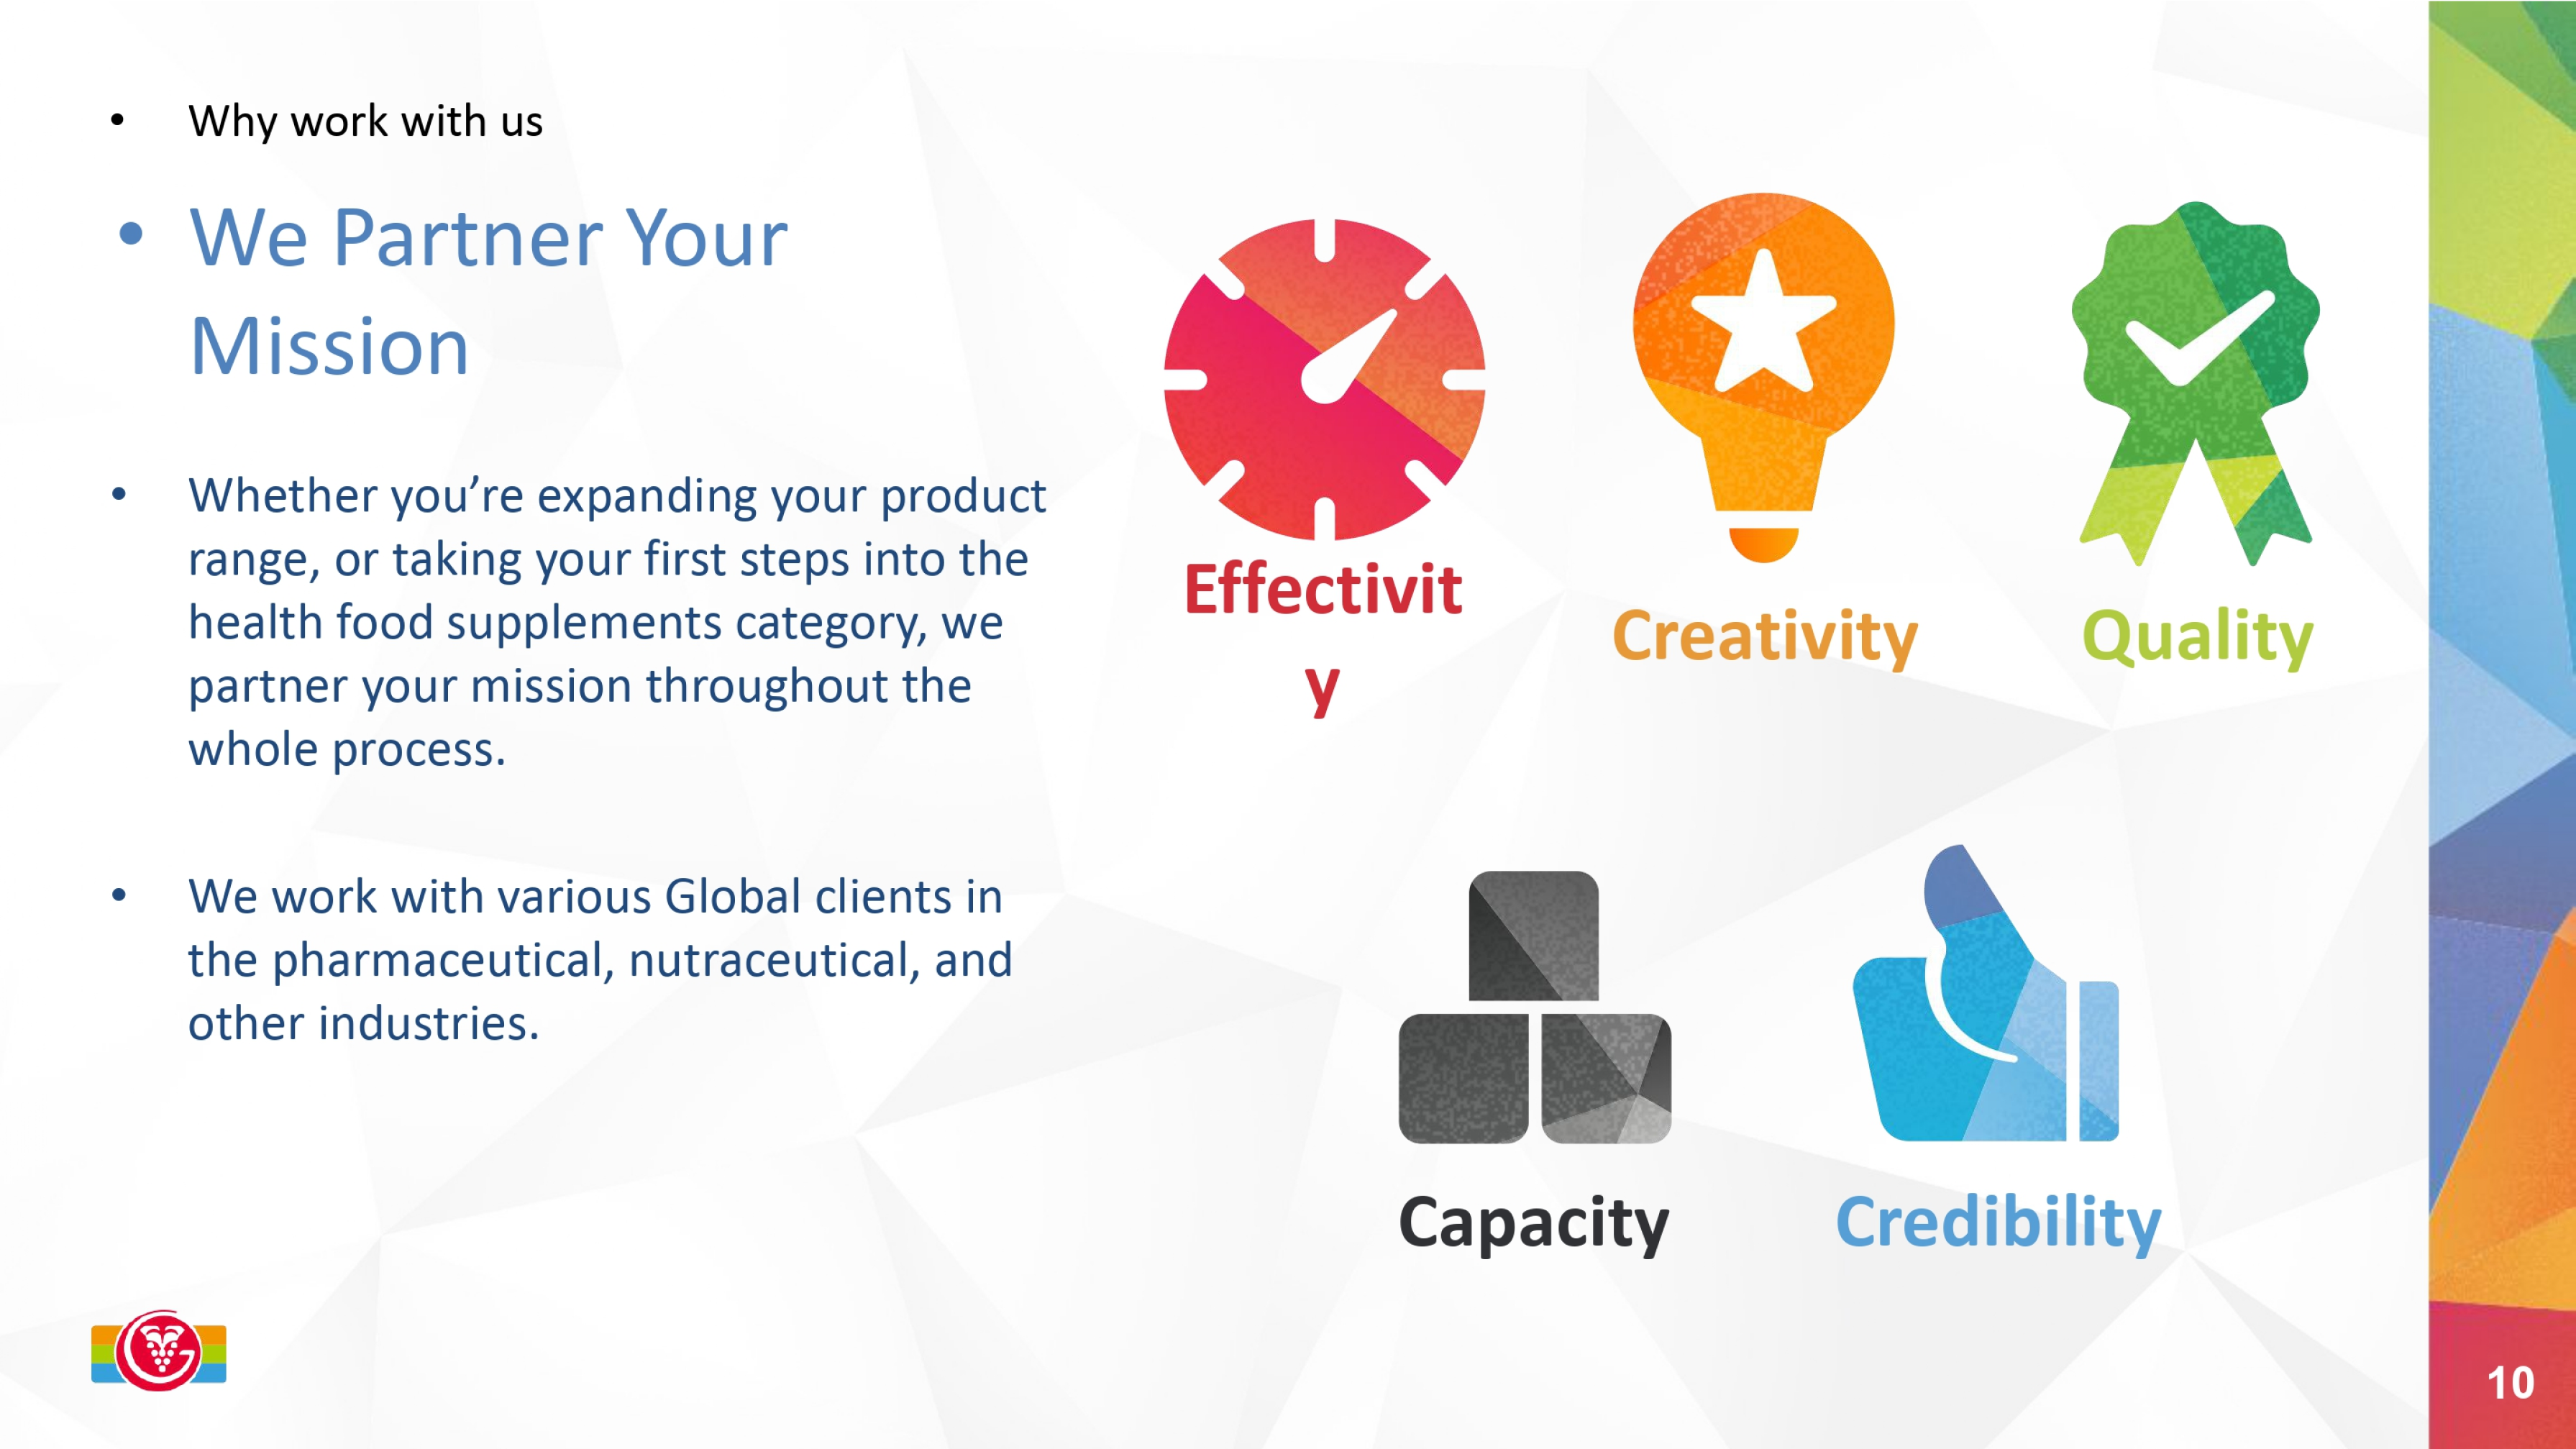 • Why work with us
• We Partner Your
Mission
• Whether you’re expanding your product
range, or taking your first steps into the
health food supplements category, we
partner your mission throughout the
whole process.
• We work with various Global clients in
the pharmaceutical, nutraceutical, and
other industries.
Effectivit
y
Creativity
Quality
Capacity
Credibility
10